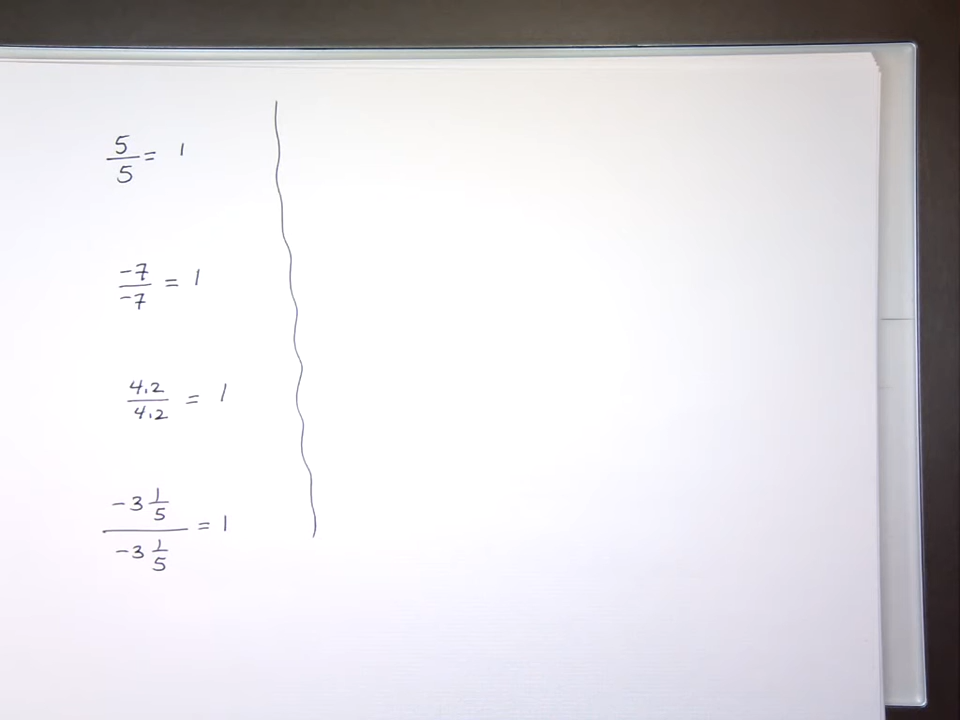 5/5 = 1
-7/-7 = 1
4.2/4.2 = 1
-3 1/5 / -3 1/5 = 1